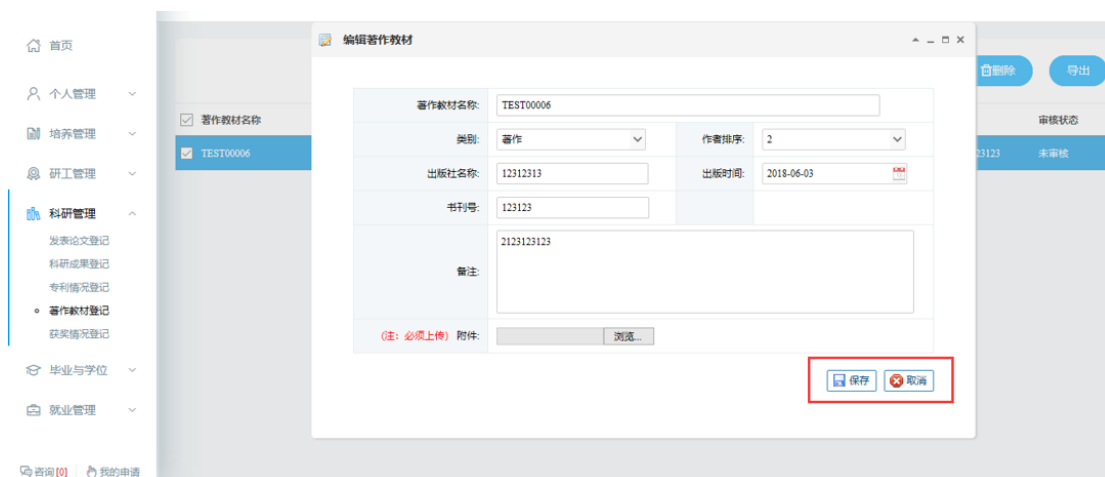 首页
个人管理
培养管理
研工管理
科研管理
发表论文登记
科研成果登记
专利情况登记
著作教材登记
获奖情况登记
毕业与学位
就业管理
咨询[0] 我的申请
删除 导出
著作教材名称 审核状态
TEST00006 23123 未审核
编辑著作教材
著作教材名称: TEST00006
类别: 著作 作者排序: 2
出版社名称: 12312313 出版时间: 2018-06-03
书刊号: 123123
备注: 2123123123
(注: 必须上传) 附件: 浏览...
保存 取消